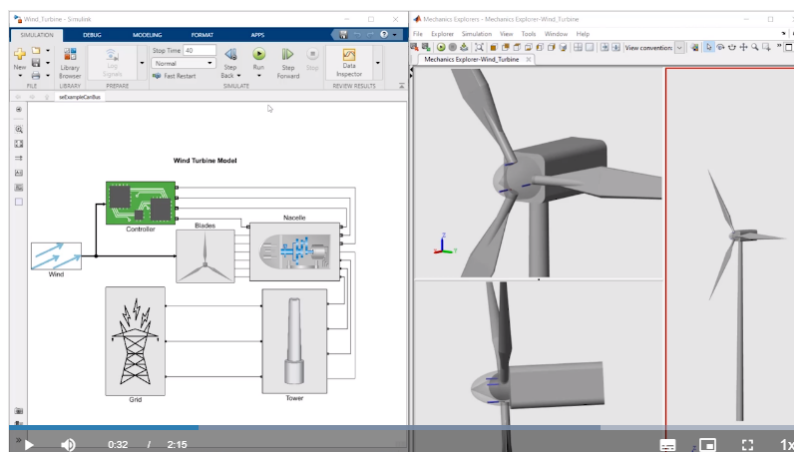 Wind_Turbine - Simulink
SIMULATION DEBUG MODELING FORMAT APPS
New
Library
Browser
Log
Signals
Stop Time 40
Normal
Fast Restart
Step
Back
Run
Step
Forward
Stop
Data
Inspector
FILE LIBRARY PREPARE SIMULATE REVIEW RESULTS
seExampleCanBus
Wind Turbine Model
Controller
Blades
Nacelle
Wind
Grid
Tower
Mechanics Explorers - Mechanics Explorer-Wind_Turbine
File Explorer Simulation View Tools Window Help
View convention:
Mechanics Explorer-Wind_Turbine
0:32 / 2:15
1x